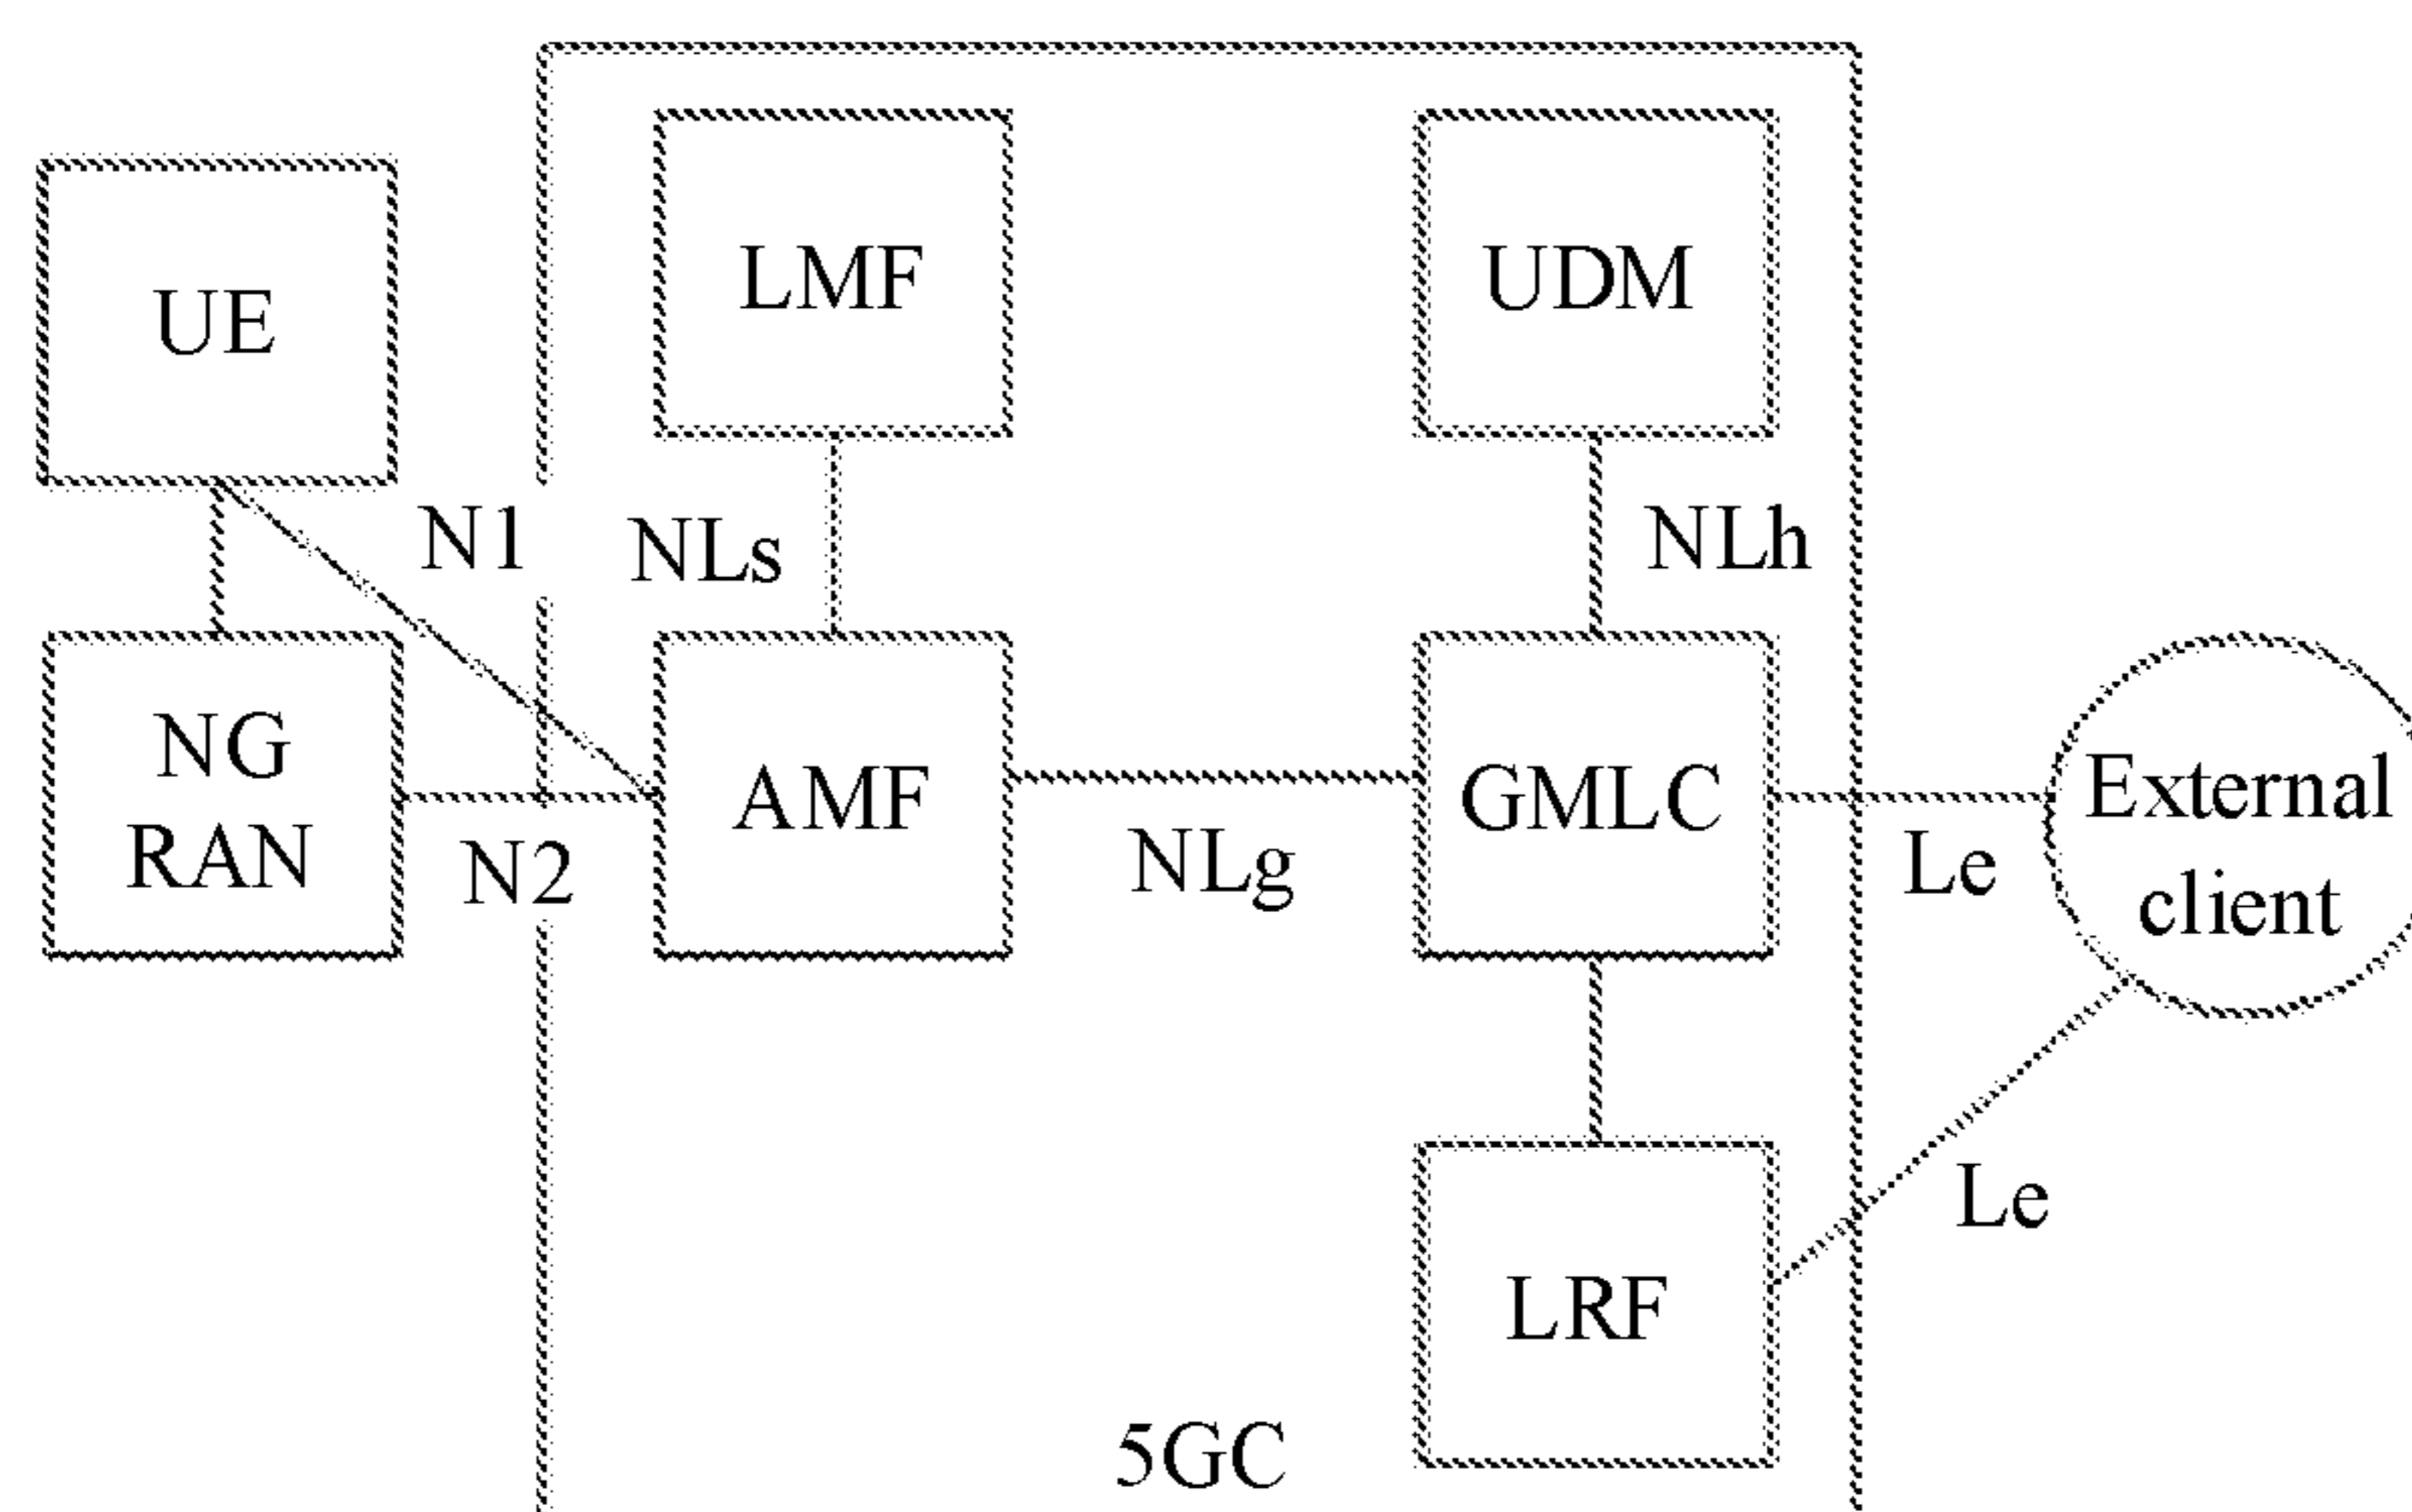 UE
LMF
UDM
N1
NLs
NLh
NG
RAN
N2
AMF
NLg
GMLC
Le
External
client
Le
LRF
5GC